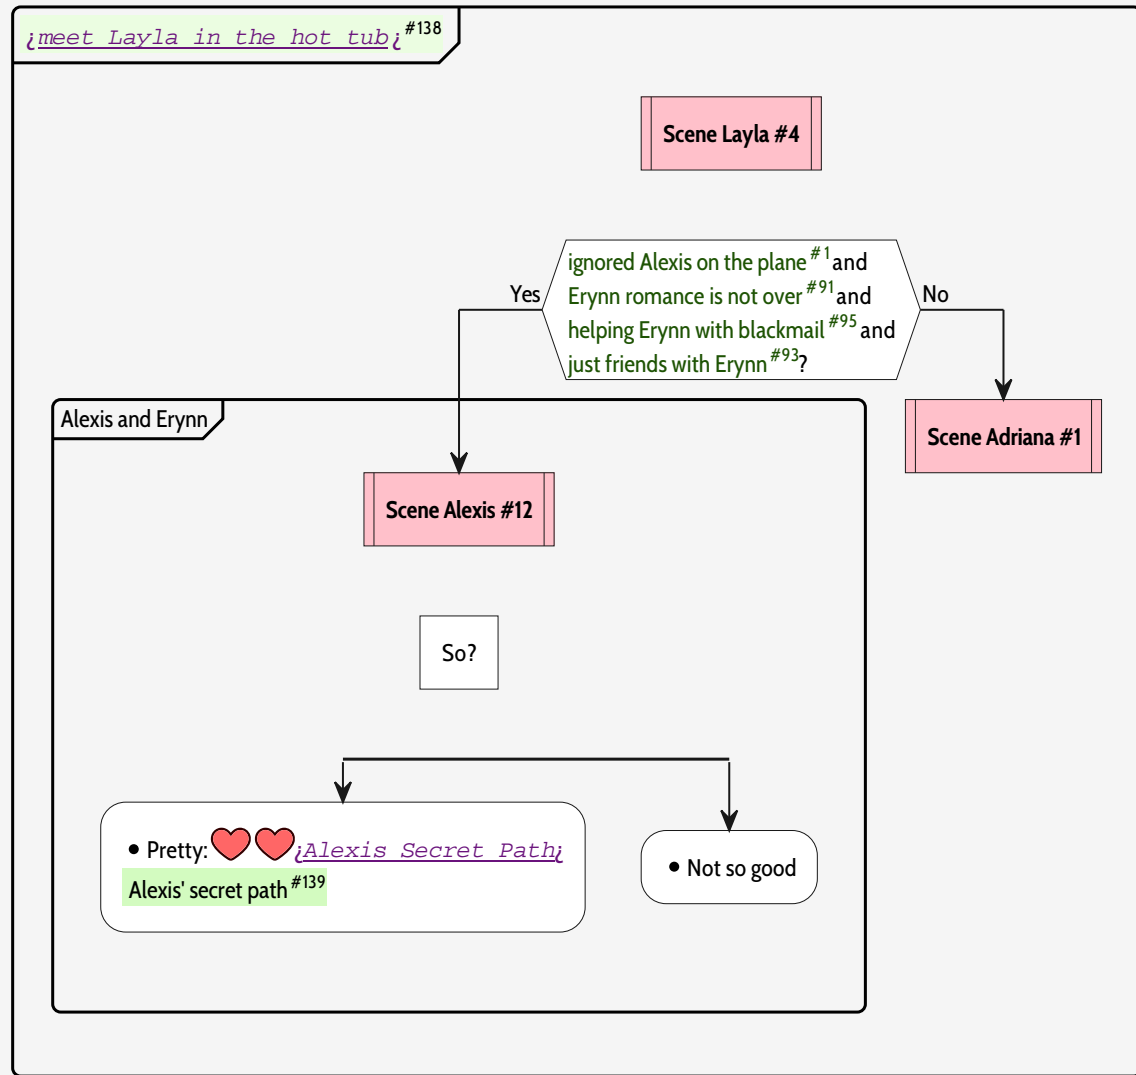 ¿meet Layla in the hot tub¿#138
Scene Layla #4
ignored Alexis on the plane #1 and
Yes
Erynn romance is not over #91 and
No
helping Erynn with blackmail #95 and
just friends with Erynn #93?
Alexis and Erynn
Scene Adriana #1
Scene Alexis #12
So?
• Pretty: ¿Alexis Secret Path¿
Alexis' secret path #139
• Not so good